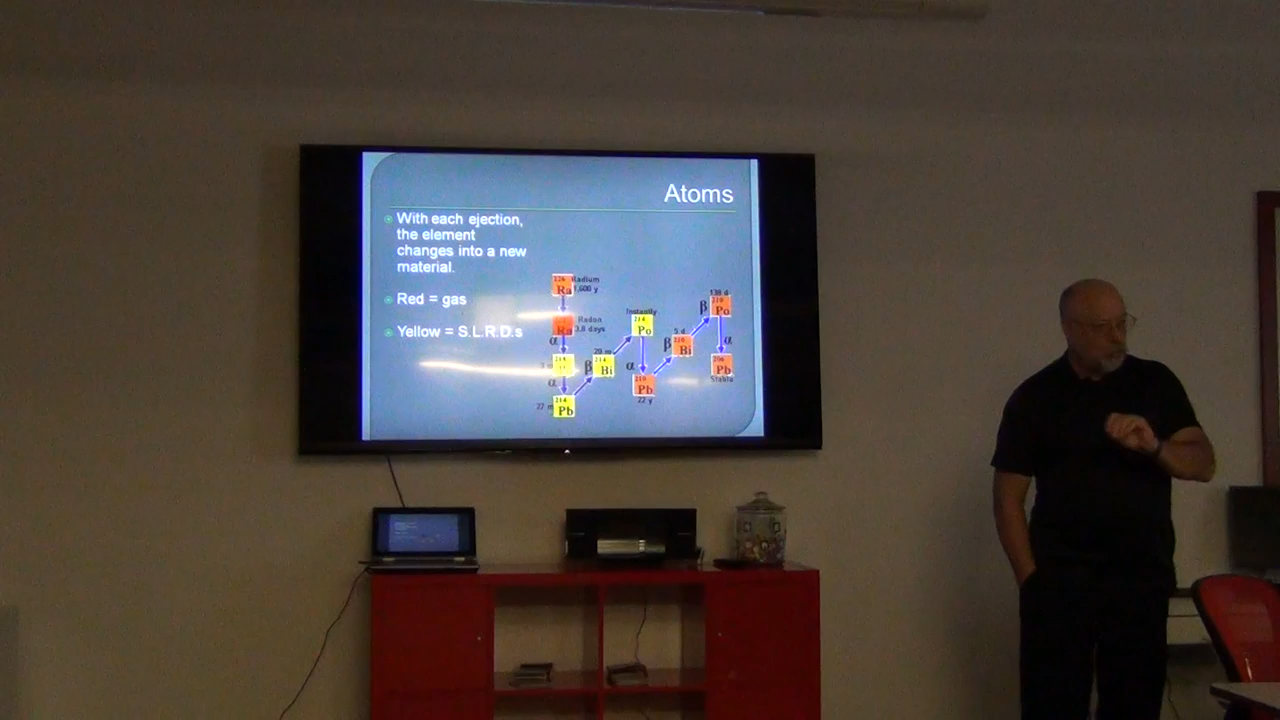 Atoms
With each ejection,
the element
changes into a new
material.
Red = gas
Yellow = S.L.R.D.s
226
Ra
Radium
1,600 y
Radon
3.8 days
α
218
α
214
Pb
β
214
Bi
Instantly
214
Po
α
210
Pb
22 y
β
5 d
210
Bi
β
138 d
210
Po
α
206
Pb
Stable